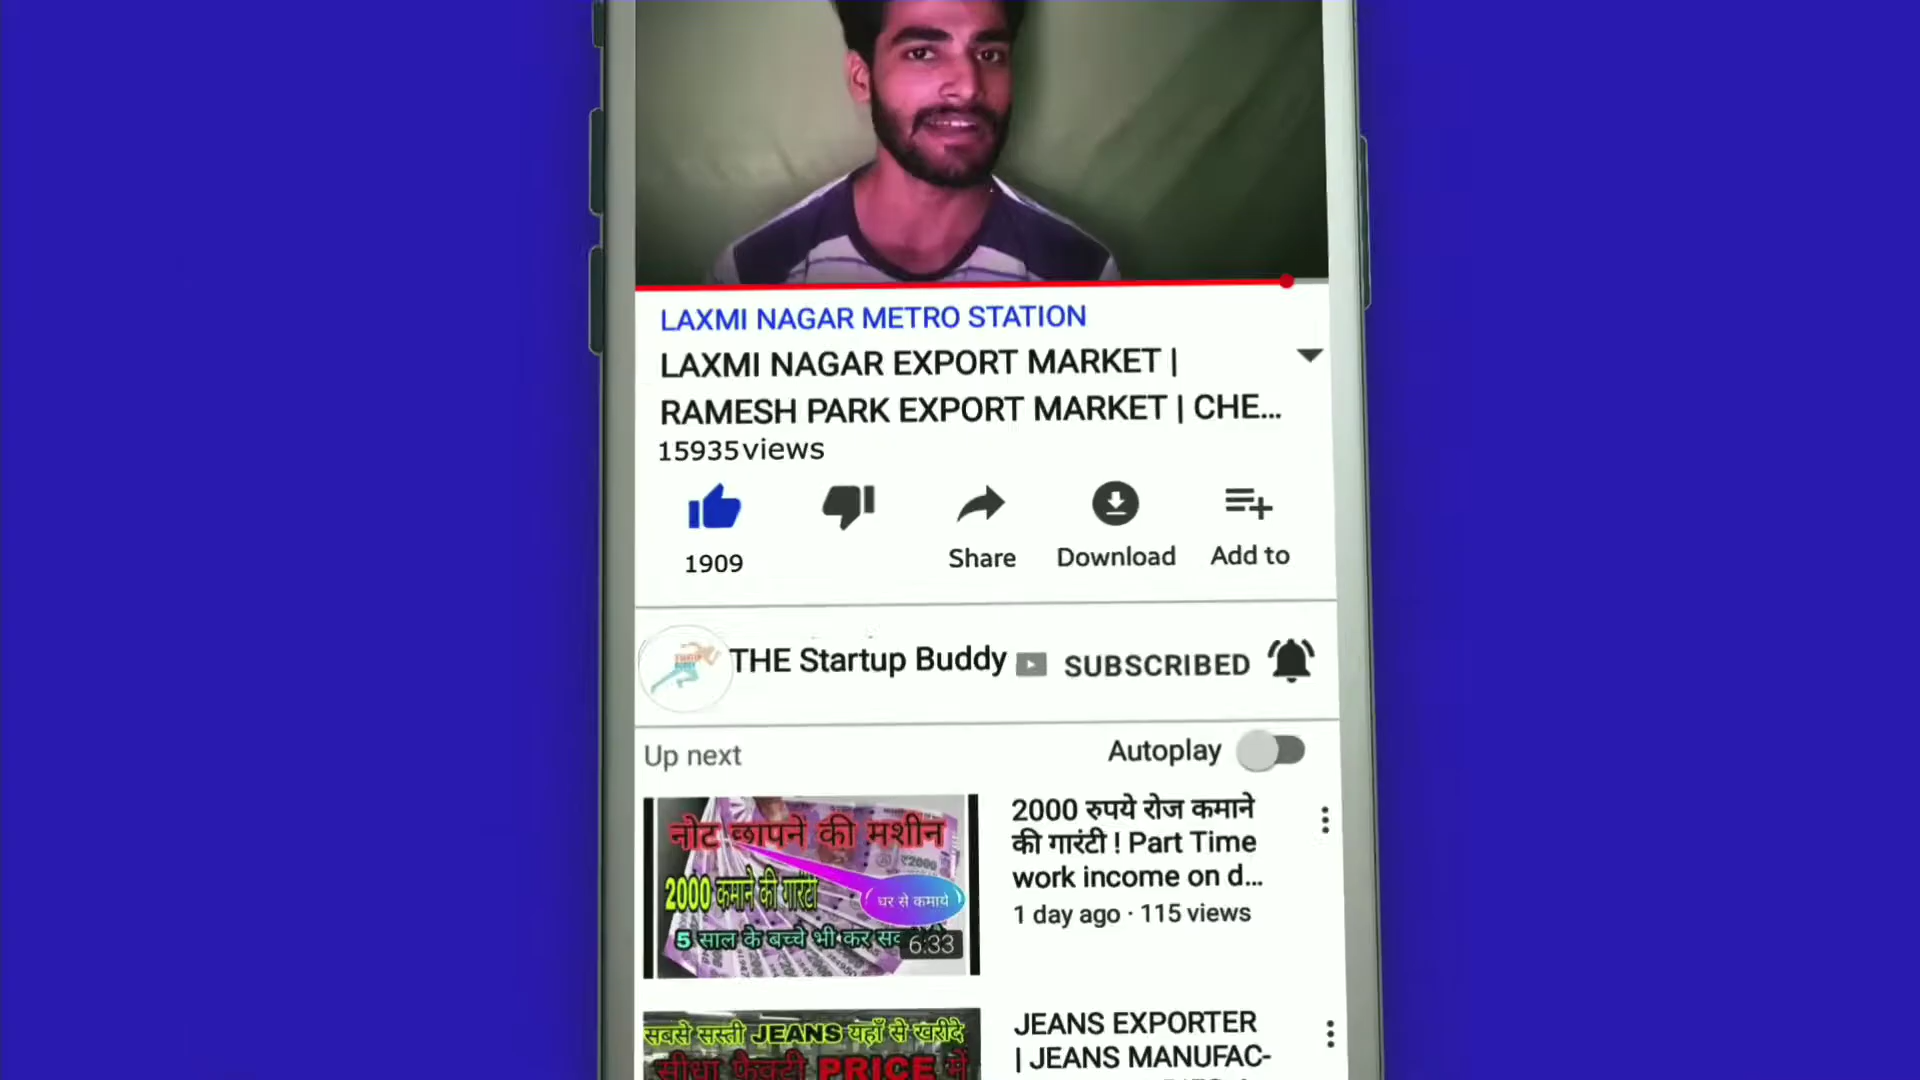 LAXMI NAGAR METRO STATION
LAXMI NAGAR EXPORT MARKET |
RAMESH PARK EXPORT MARKET | CHE...
15935views
1909
Share
Download
Add to
THE Startup Buddy
SUBSCRIBED
Up next
Autoplay
नोट छापनें की मशीन
2000 कमाने की गारंटी
घर से कमाये
5 साल के बच्चे भी कर
6:33
2000 रुपये रोज कमाने
की गारंटी ! Part Time
work income on d...
1 day ago · 115 views
सबसे सस्ती JEANS यहाँ से खरीदे
सीधा फैक्ट्री PRICE में
JEANS EXPORTER
| JEANS MANUFAC-